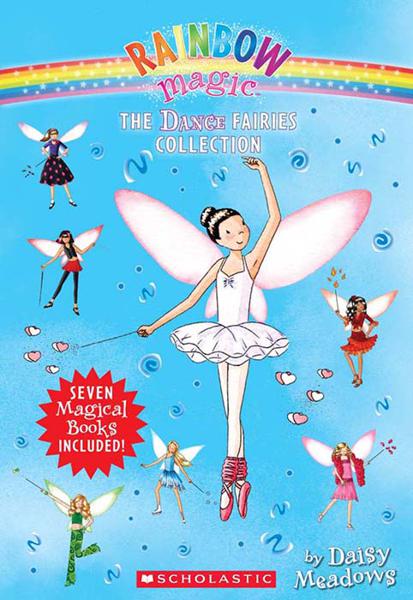 RAINBOW
magic
THE DANCE FAIRIES
COLLECTION
SEVEN
Magical
Books
INCLUDED!
by Daisy
Meadows
SCHOLASTIC